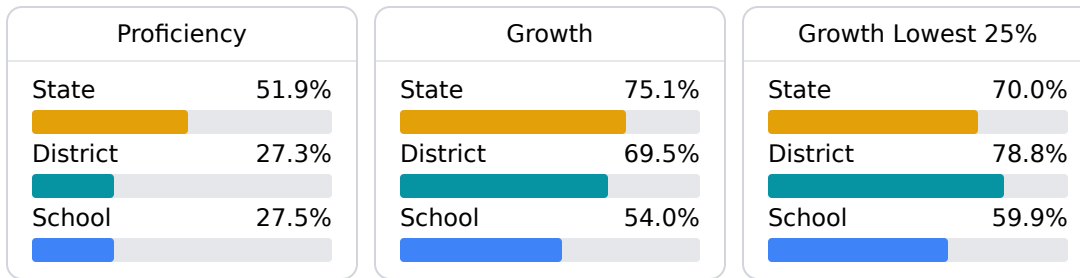 Proficiency
State 51.9%
District 27.3%
School 27.5%
Growth
State 75.1%
District 69.5%
School 54.0%
Growth Lowest 25%
State 70.0%
District 78.8%
School 59.9%